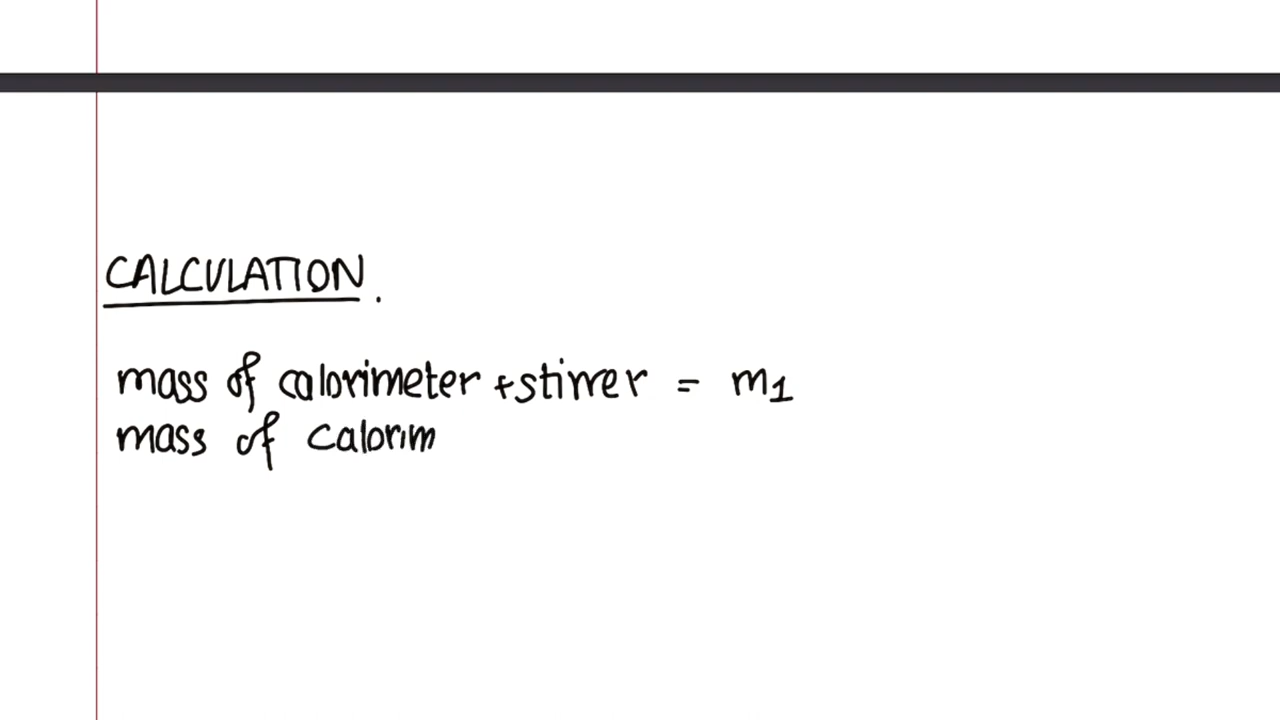 CALCULATION.
mass of calorimeter + stirrer = m1
mass of calorim